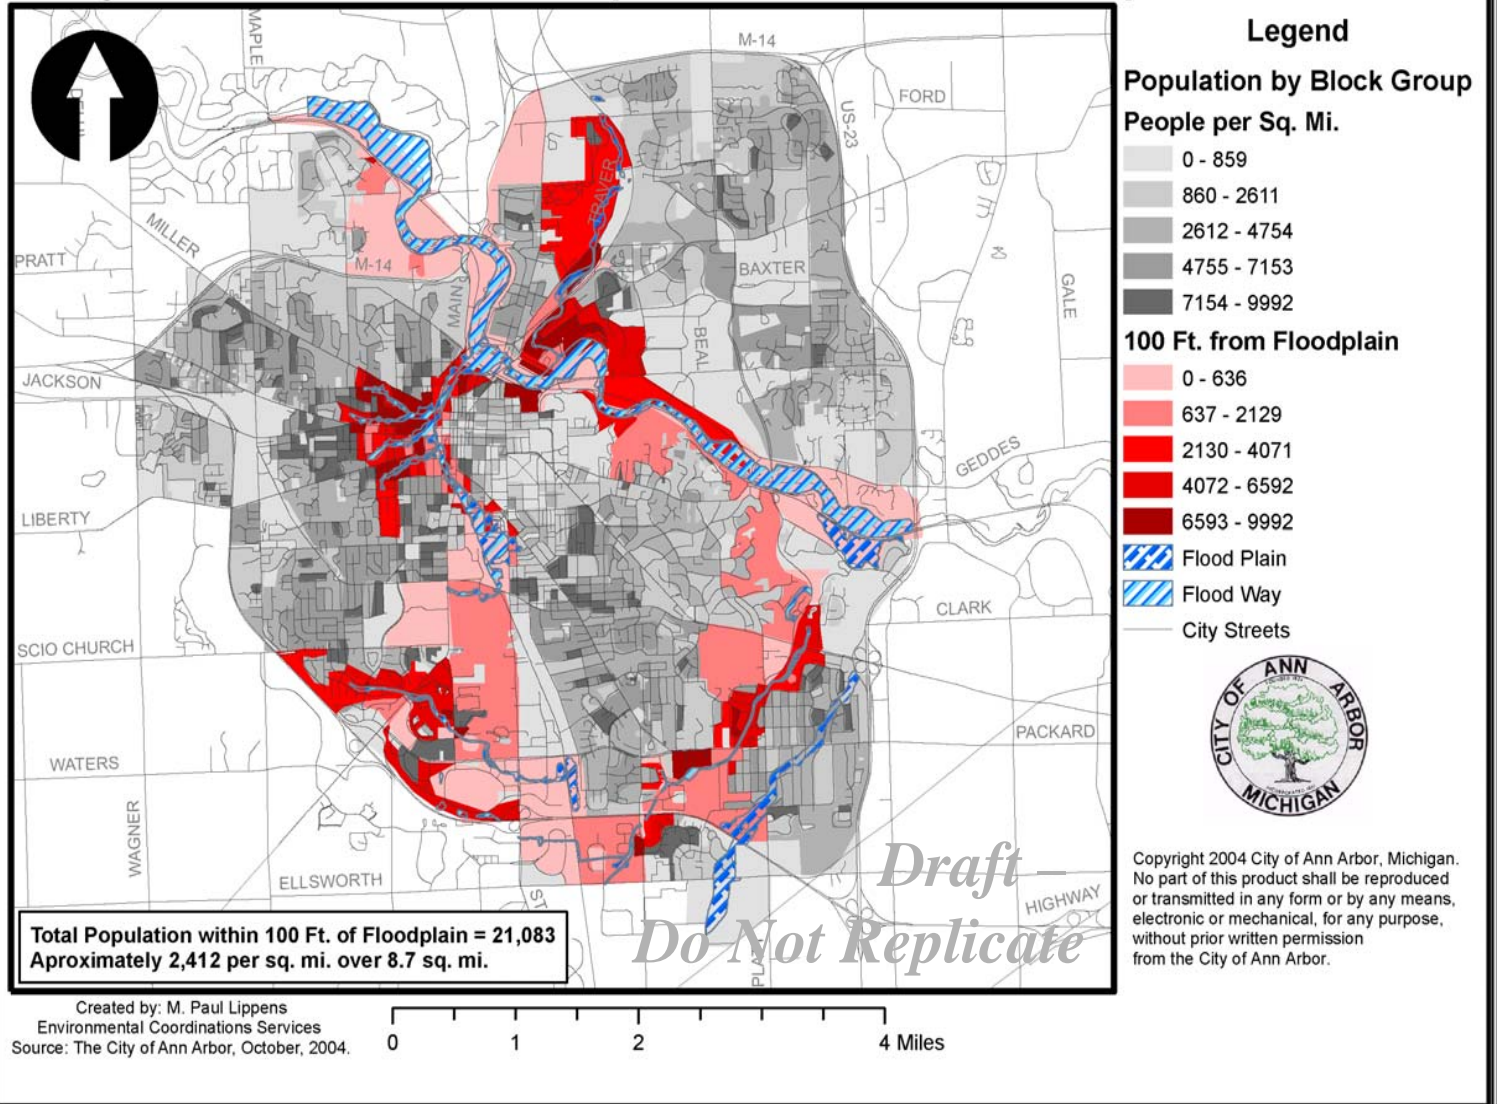 M-14
MAPLE
FORD
US-23
TRAVER
MILLER
PRATT
M-14
BAXTER
MAIN
GALE
BEAL
JACKSON
GEDDES
LIBERTY
CLARK
SCIO CHURCH
PACKARD
WATERS
WAGNER
ELLSWORTH
ST
HIGHWAY
Draft –
Do Not Replicate
Total Population within 100 Ft. of Floodplain = 21,083
Aproximately 2,412 per sq. mi. over 8.7 sq. mi.
Legend
Population by Block Group
People per Sq. Mi.
0 - 859
860 - 2611
2612 - 4754
4755 - 7153
7154 - 9992
100 Ft. from Floodplain
0 - 636
637 - 2129
2130 - 4071
4072 - 6592
6593 - 9992
Flood Plain
Flood Way
City Streets
CITY OF ANN ARBOR
MICHIGAN
Copyright 2004 City of Ann Arbor, Michigan.
No part of this product shall be reproduced
or transmitted in any form or by any means,
electronic or mechanical, for any purpose,
without prior written permission
from the City of Ann Arbor.
Created by: M. Paul Lippens
Environmental Coordinations Services
Source: The City of Ann Arbor, October, 2004.
0 1 2 4 Miles